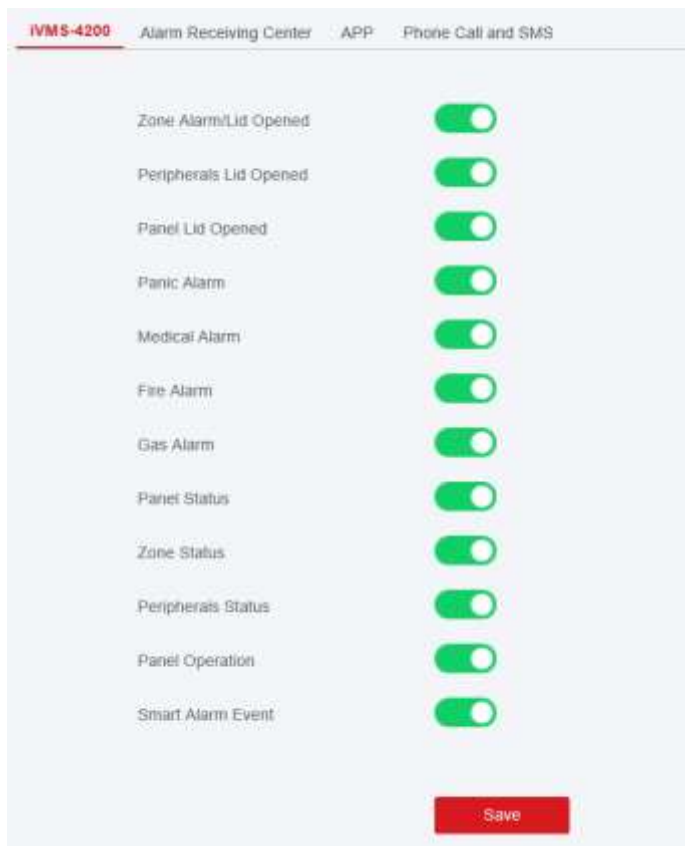 iVMS-4200 Alarm Receiving Center APP Phone Call and SMS
Zone Alarm/Lid Opened
Peripherals Lid Opened
Panel Lid Opened
Panic Alarm
Medical Alarm
Fire Alarm
Gas Alarm
Panel Status
Zone Status
Peripherals Status
Panel Operation
Smart Alarm Event
Save